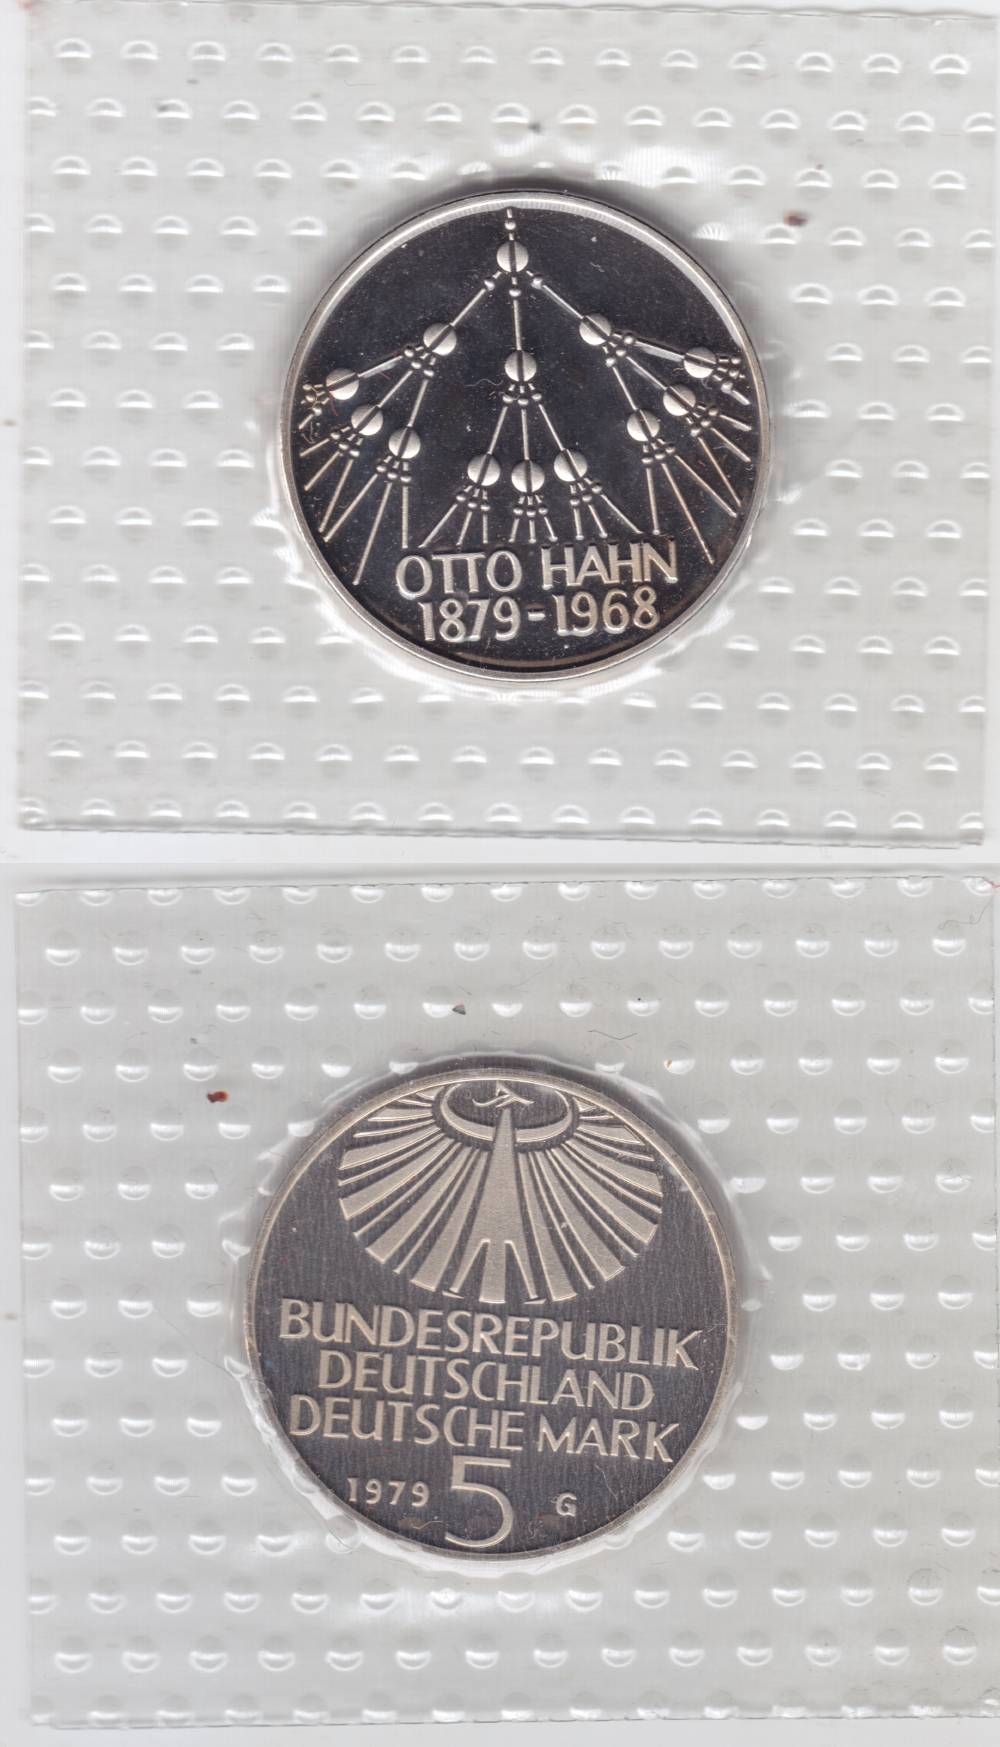 OTTO HAHN
1879-1968
BUNDESREPUBLIK
DEUTSCHLAND
DEUTSCHE MARK
1979 5 G